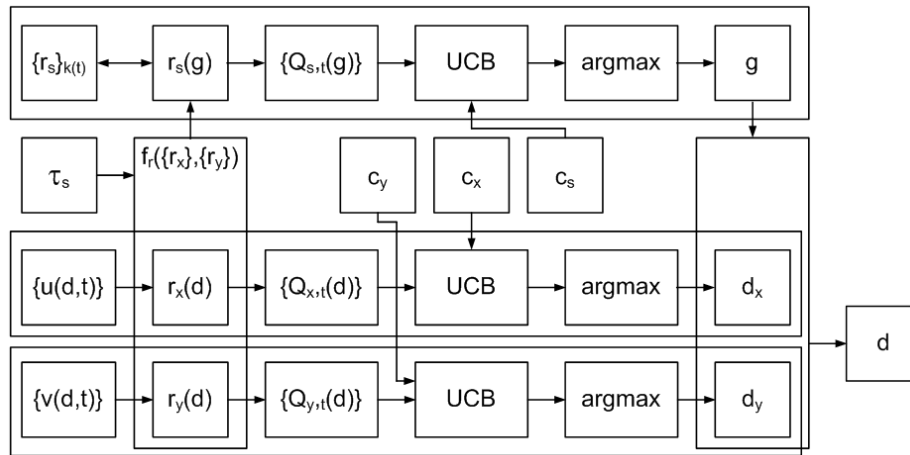 {r_s}_k(t)
r_s(g)
{Q_s,t(g)}
UCB
argmax
g
τ_s
f_r({r_x},{r_y})
c_y
c_x
c_s
{u(d,t)}
r_x(d)
{Q_x,t(d)}
UCB
argmax
d_x
d
{v(d,t)}
r_y(d)
{Q_y,t(d)}
UCB
argmax
d_y